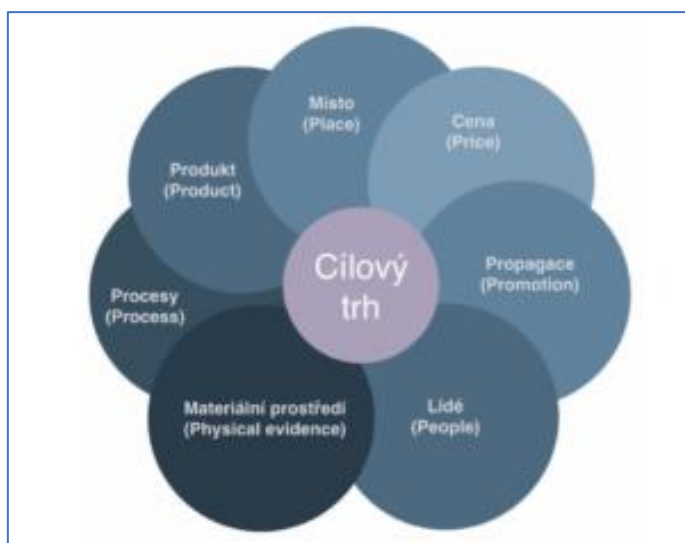 Místo
(Place)
Cena
(Price)
Produkt
(Product)
Cílový
trh
Propagace
(Promotion)
Procesy
(Process)
Materiální prostředí
(Physical evidence)
Lidé
(People)